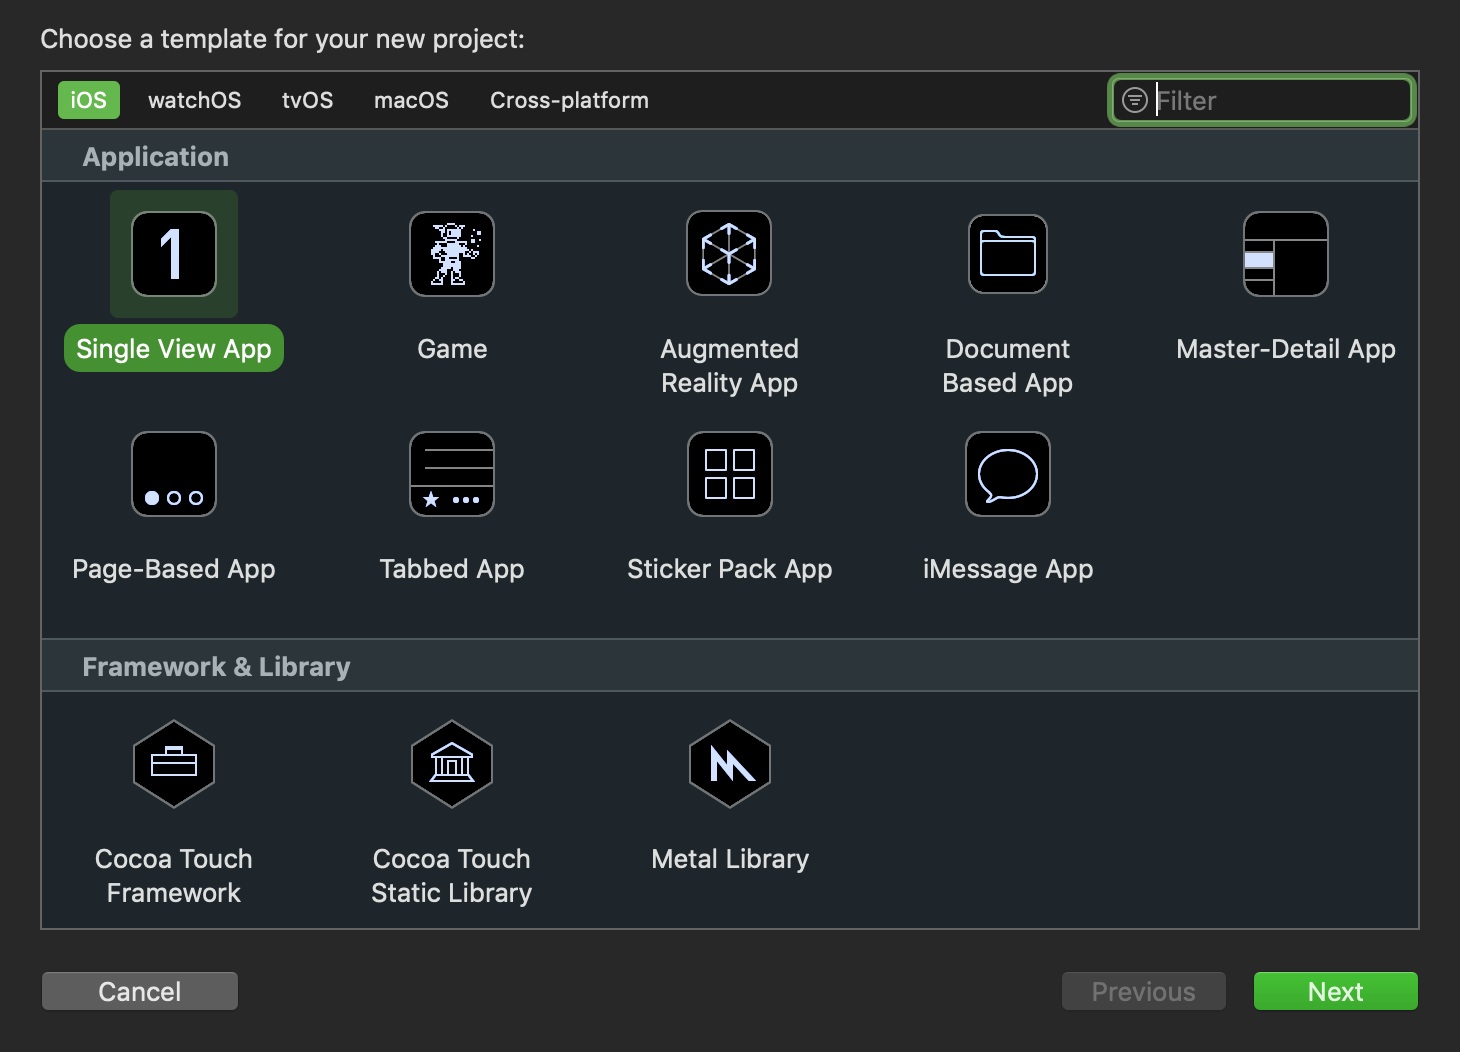 Choose a template for your new project:
iOS watchOS tvOS macOS Cross-platform Filter
Application
1
Single View App Game Augmented Reality App Document Based App Master-Detail App
Page-Based App Tabbed App Sticker Pack App iMessage App
Framework & Library
Cocoa Touch Framework Cocoa Touch Static Library Metal Library
Cancel Previous Next